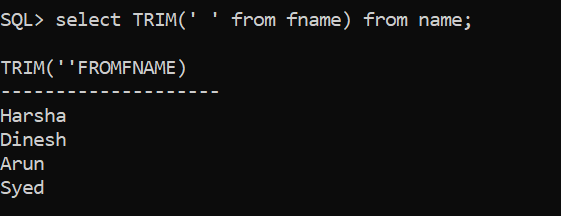 SQL> select TRIM(' ' from fname) from name;
TRIM(''FROMFNAME)
--------------------
Harsha
Dinesh
Arun
Syed